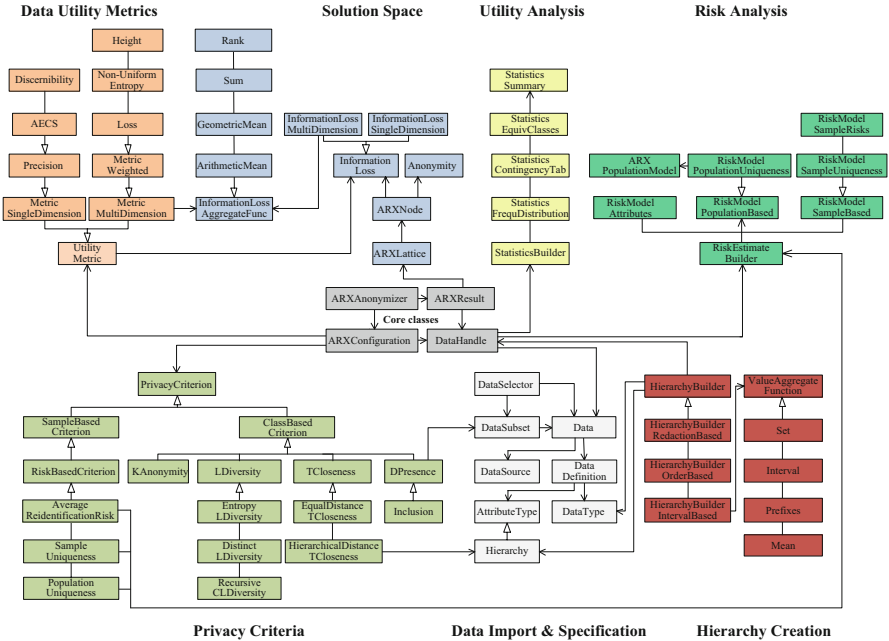 Data Utility Metrics
Solution Space
Utility Analysis
Risk Analysis
Height
Non-Uniform
Entropy
Loss
Metric
Weighted
Metric
MultiDimension
Discernibility
AECS
Precision
Metric
SingleDimension
Utility
Metric
Rank
Sum
GeometricMean
ArithmeticMean
InformationLoss
AggregateFunc
InformationLoss
MultiDimension
InformationLoss
SingleDimension
Information
Loss
Anonymity
ARXNode
ARXLattice
Statistics
Summary
Statistics
EquivClasses
Statistics
ContingencyTab
Statistics
FrequDistribution
StatisticsBuilder
RiskModel
SampleRisks
ARX
PopulationModel
RiskModel
PopulationUniqueness
RiskModel
SampleUniqueness
RiskModel
Attributes
RiskModel
PopulationBased
RiskModel
SampleBased
RiskEstimate
Builder
ARXAnonymizer
ARXResult
Core classes
ARXConfiguration
DataHandle
PrivacyCriterion
SampleBased
Criterion
ClassBased
Criterion
RiskBasedCriterion
KAnonymity
LDiversity
TCloseness
DPresence
Average
ReidentificationRisk
Entropy
LDiversity
EqualDistance
TCloseness
Inclusion
Sample
Uniqueness
Distinct
LDiversity
HierarchicalDistance
TCloseness
Population
Uniqueness
Recursive
CLDiversity
DataSelector
DataSubset
Data
DataSource
Data
Definition
AttributeType
DataType
Hierarchy
HierarchyBuilder
ValueAggregate
Function
HierarchyBuilder
RedactionBased
Set
HierarchyBuilder
OrderBased
Interval
HierarchyBuilder
IntervalBased
Prefixes
Mean
Privacy Criteria
Data Import & Specification
Hierarchy Creation